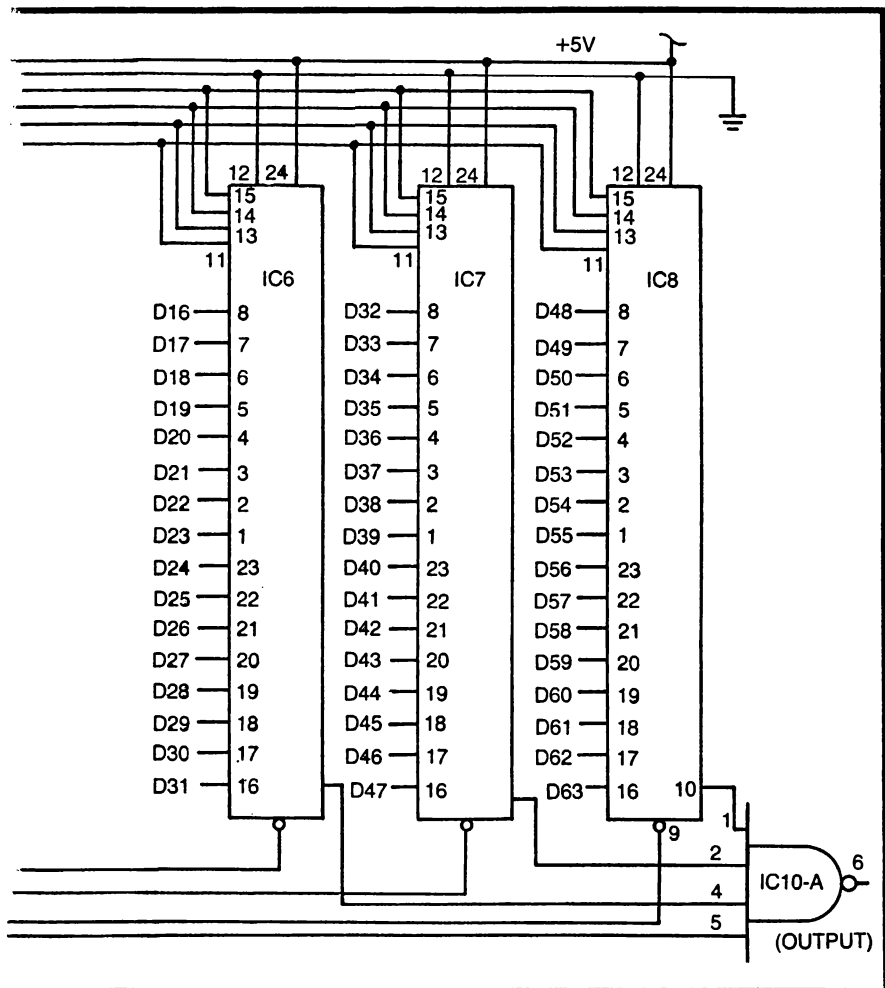 +5V
12 24 12 24 12 24
15 15 15
14 14 14
13 13 13
11 11 11
IC6 IC7 IC8
D16 8 D32 8 D48 8
D17 7 D33 7 D49 7
D18 6 D34 6 D50 6
D19 5 D35 5 D51 5
D20 4 D36 4 D52 4
D21 3 D37 3 D53 3
D22 2 D38 2 D54 2
D23 1 D39 1 D55 1
D24 23 D40 23 D56 23
D25 22 D41 22 D57 22
D26 21 D42 21 D58 21
D27 20 D43 20 D59 20
D28 19 D44 19 D60 19
D29 18 D45 18 D61 18
D30 17 D46 17 D62 17
D31 16 D47 16 D63 16 10
1
9
2
6
IC10-A
4
5
(OUTPUT)